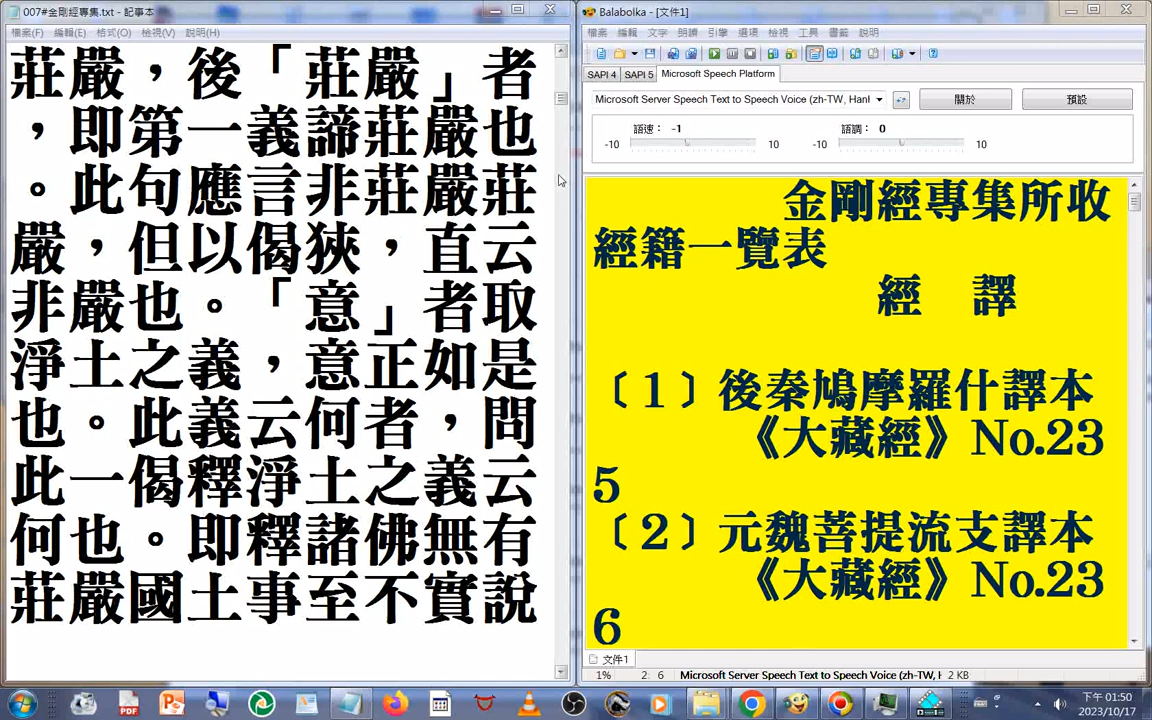 007#金剛經專集.txt - 記事本
檔案(F) 編輯(E) 格式(O) 檢視(V) 說明(H)
莊嚴，後「莊嚴」者
，即第一義諦莊嚴也
。此句應言非莊嚴莊
嚴，但以偈狹，直云
非嚴也。「意」者取
淨土之義，意正如是
也。此義云何者，問
此一偈釋淨土之義云
何也。即釋諸佛無有
莊嚴國土事至不實說
Balabolka - [文件1]
檔案 編輯 文字 朗讀 引擎 選項 檢視 工具 書籤 說明
SAPI 4 SAPI 5 Microsoft Speech Platform
Microsoft Server Speech Text to Speech Voice (zh-TW, Hanl 關於 預設
語速： -1 語調： 0
-10 10 -10 10
金剛經專集所收
經籍一覽表
經 譯
〔１〕後秦鳩摩羅什譯本
《大藏經》No.23
5
〔２〕元魏菩提流支譯本
《大藏經》No.23
6
文件1
1% 2: 6 Microsoft Server Speech Text to Speech Voice (zh-TW, H 2 KB
PDF
下午 01:50
2023/10/17